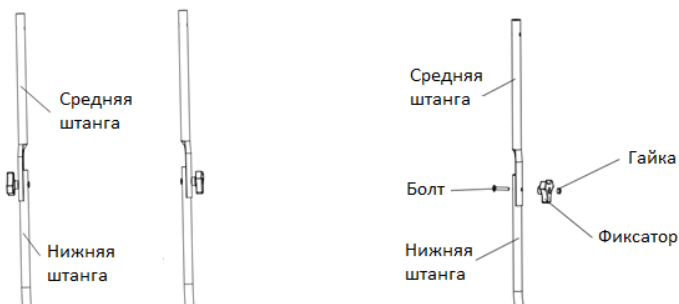 Средняя
штанга
Нижняя
штанга
Средняя
штанга
Болт
Гайка
Фиксатор
Нижняя
штанга